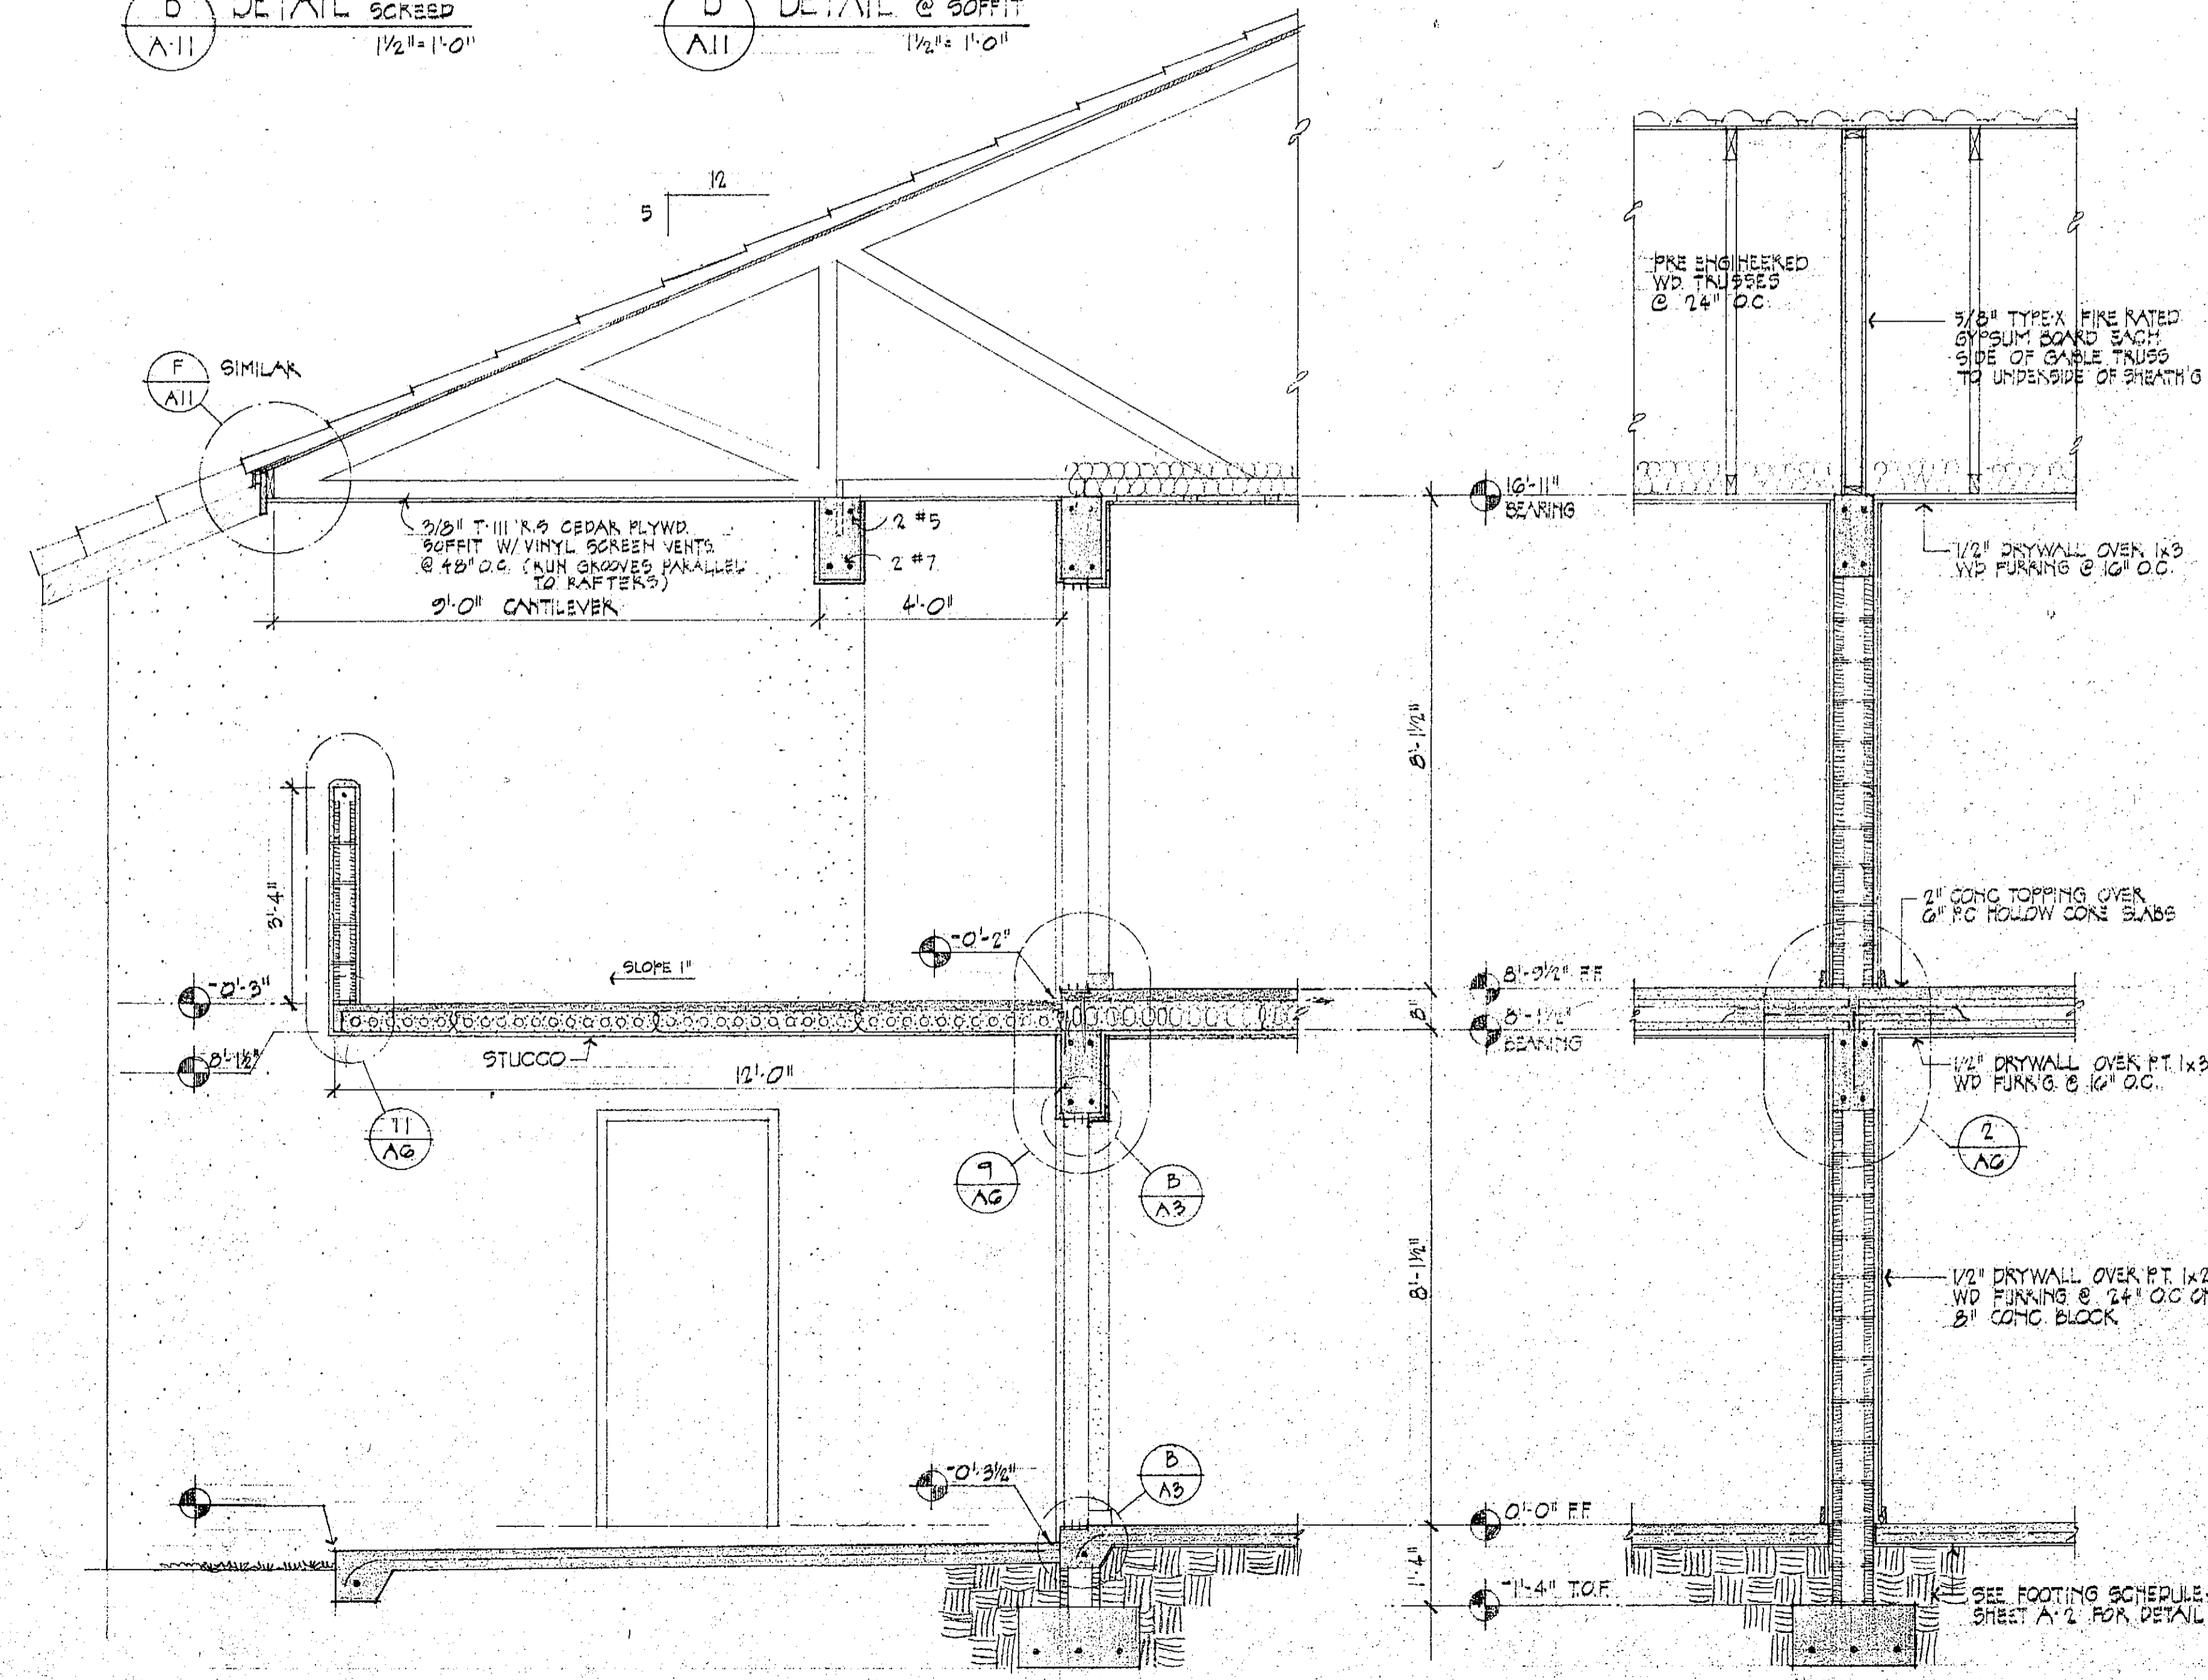 DETAIL SCREED
A·11
1½"=1'-0"
D DETAIL @ SOFFIT
A11
1½"=1'-0"
12
5
F SIMILAR
A11
3/8" T-111 R.S CEDAR PLYWD.
SOFFIT W/ VINYL SCREEN VENTS
@ 48" O.C. (RUN GROOVES PARALLEL
TO RAFTERS)
2 #5
2 #7
9'-0" CANTILEVER
4'-0"
PRE ENGINEERED
WD. TRUSSES
@ 24" O.C.
5/8" TYPE-X FIRE RATED
GYPSUM BOARD EACH
SIDE OF GABLE TRUSS
TO UNDERSIDE OF SHEATH'G
16'-11"
BEARING
1/2" DRYWALL OVER 1x3
WD FURRING @ 16" O.C.
8'-1½"
3'-4"
-0'-2"
SLOPE 1"
-0'-3"
8'-1½"
STUCCO
12'-0"
11
A6
9
A6
B
A3
2" CONC TOPPING OVER
6" P.C HOLLOW CORE SLABS
8'-9½" F.F.
8"
8'-1½"
BEARING
1/2" DRYWALL OVER P.T. 1x3
WD FURR'G. @ 16" O.C.
2
A6
8'-1½"
1/2" DRYWALL OVER P.T. 1x2
WD FURRING @ 24" O.C.
8" CONC. BLOCK
-0'-3½"
B
A3
0'-0" F.F.
1'-4"
-1'-4" T.O.F.
SEE FOOTING SCHEDULE
SHEET A-2 FOR DETAIL